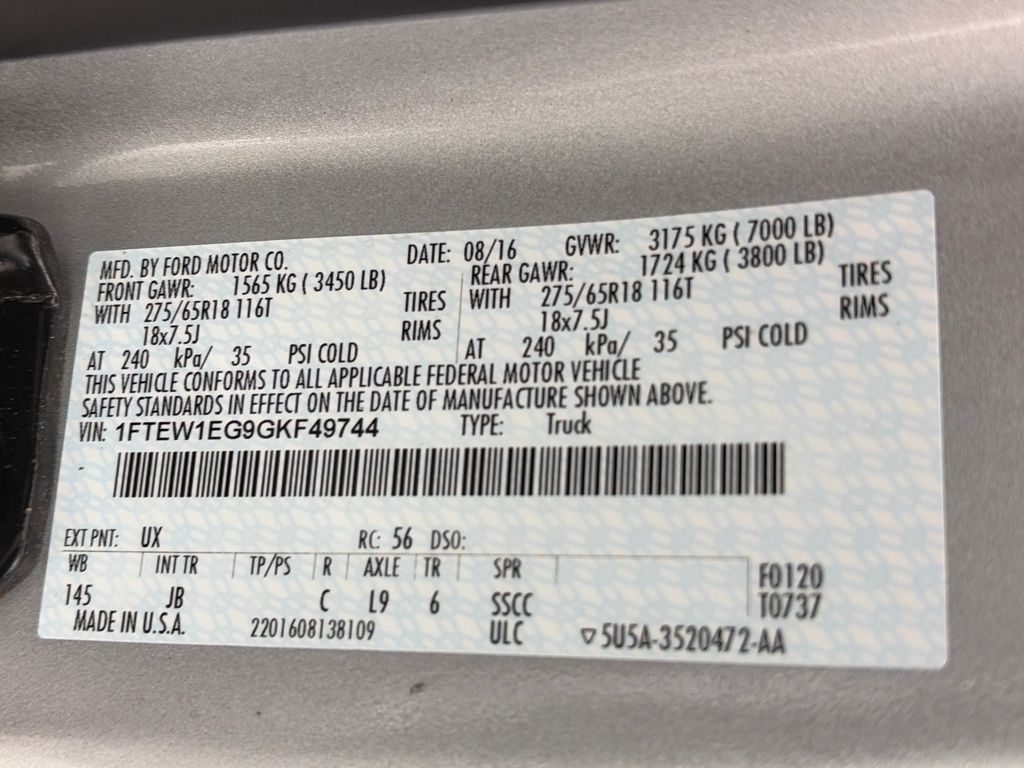 MFD. BY FORD MOTOR CO. DATE: 08/16 GVWR: 3175 KG ( 7000 LB)
FRONT GAWR: 1565 KG ( 3450 LB) REAR GAWR: 1724 KG ( 3800 LB)
WITH 275/65R18 116T TIRES WITH 275/65R18 116T TIRES
18x7.5J RIMS 18x7.5J RIMS
AT 240 kPa/ 35 PSI COLD AT 240 kPa/ 35 PSI COLD
THIS VEHICLE CONFORMS TO ALL APPLICABLE FEDERAL MOTOR VEHICLE
SAFETY STANDARDS IN EFFECT ON THE DATE OF MANUFACTURE SHOWN ABOVE.
VIN: 1FTEW1EG9GKF49744 TYPE: Truck
EXT PNT: UX RC: 56 DSO:
WB INT TR TP/PS R AXLE TR SPR F0120
145 JB C L9 6 SSCC T0737
MADE IN U.S.A. 2201608138109 ULC ▽5U5A-3520472-AA